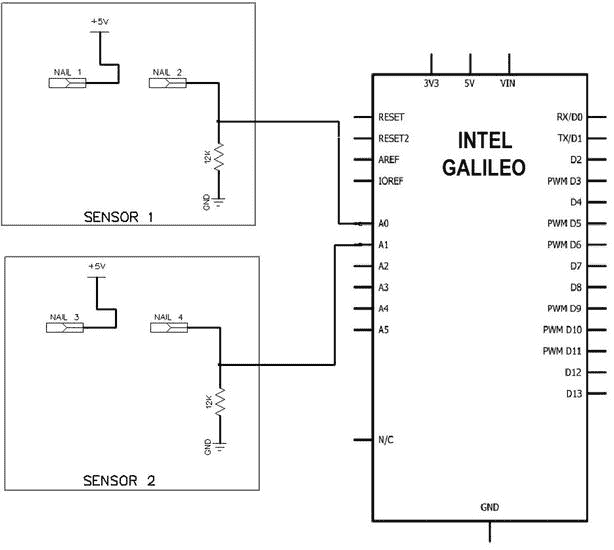 +5V
NAIL 1
NAIL 2
12K
GND
SENSOR 1
+5V
NAIL 3
NAIL 4
12K
GND
SENSOR 2
3V3 5V VIN
INTEL
GALILEO
RESET
RESET2
AREF
IOREF
A0
A1
A2
A3
A4
A5
N/C
RX/D0
TX/D1
D2
PWM D3
D4
PWM D5
PWM D6
D7
D8
PWM D9
PWM D10
PWM D11
D12
D13
GND